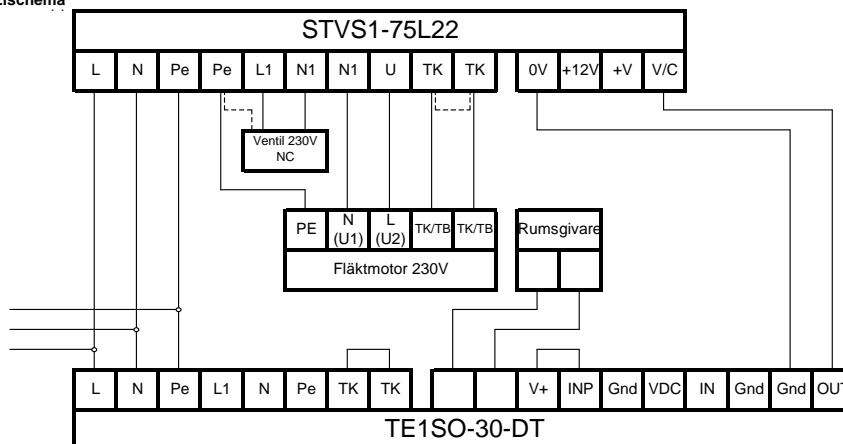 STVS1-75L22
L N Pe Pe L1 N1 N1 U TK TK 0V +12V +V V/C
Ventil 230V
NC
PE N (U1) L (U2) TK/TB TK/TB
Fläktmotor 230V
Rumsgivare
L N Pe L1 N Pe TK TK V+ INP Gnd VDC IN Gnd Gnd OUT
TE1SO-30-DT